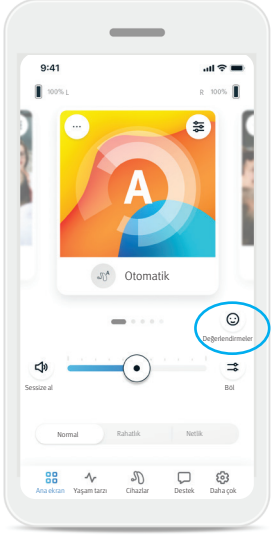 9:41
100% L
R 100%
A
A
Otomatik
Değerlendirmeler
Sessize al
Böl
Normal
Rahatlık
Netlik
Ana ekran
Yaşam tarzı
Cihazlar
Destek
Daha çok